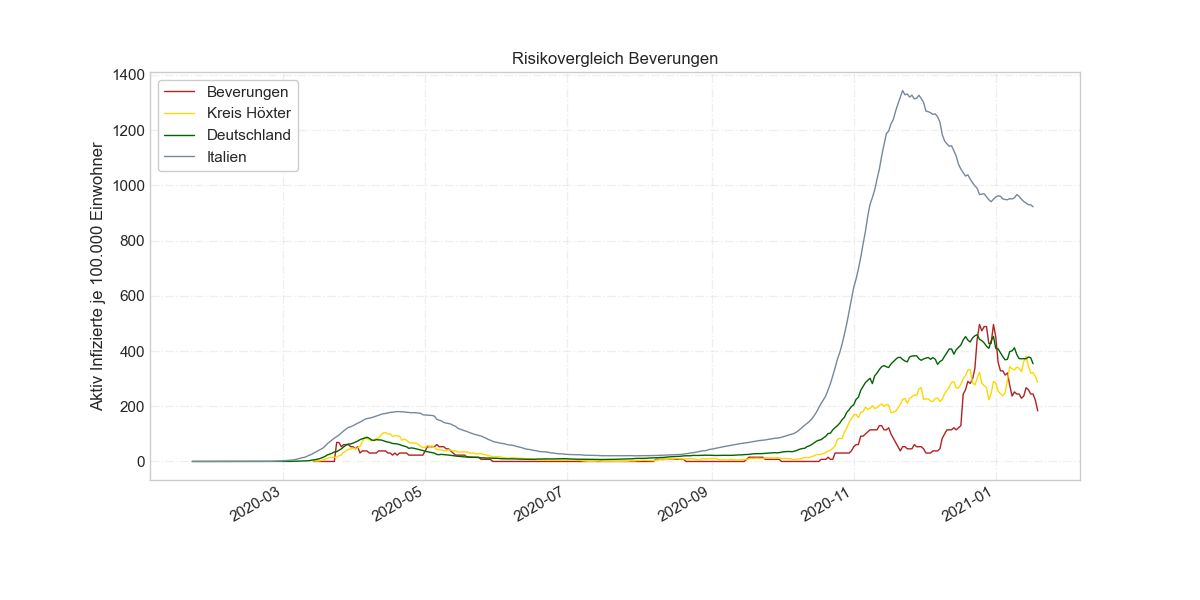 Risikovergleich Beverungen
Aktiv Infizierte je 100.000 Einwohner
1400
1200
1000
800
600
400
200
0
Beverungen
Kreis Höxter
Deutschland
Italien
2020-03
2020-05
2020-07
2020-09
2020-11
2021-01